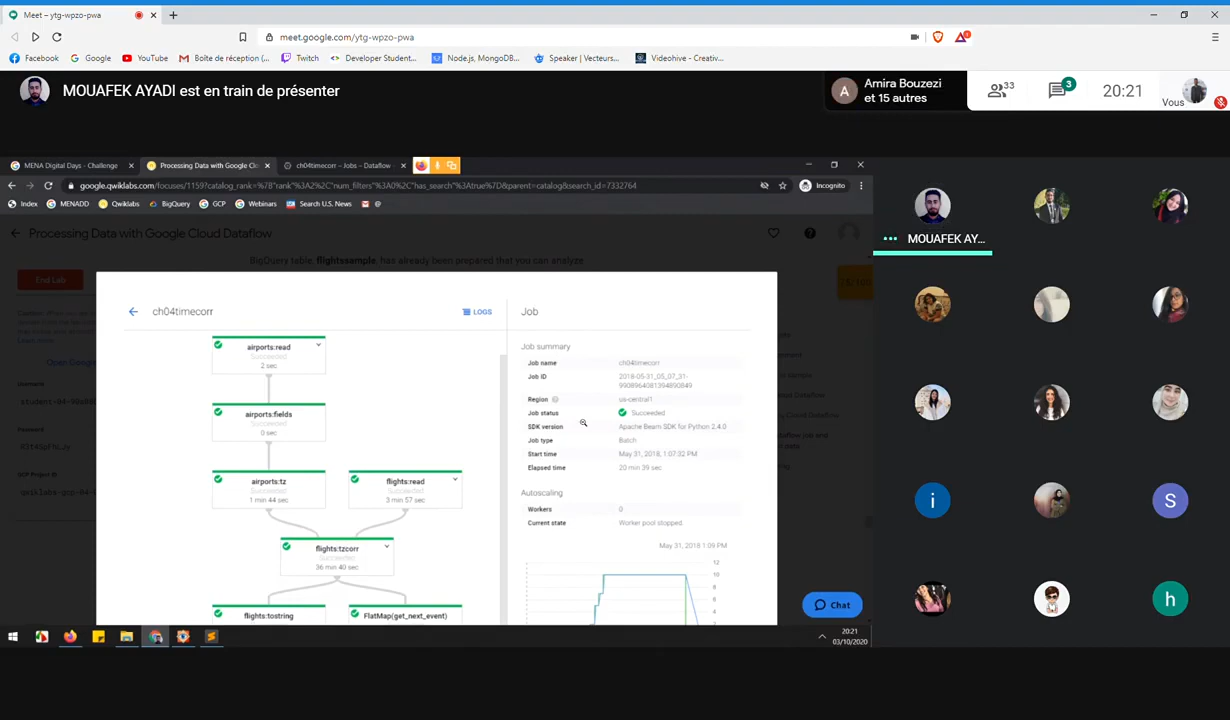 Meet – ytg-wpzo-pwa
meet.google.com/ytg-wpzo-pwa
Facebook
Google
YouTube
Boîte de réception (...
Twitch
Developer Student...
Node.js, MongoDB...
Speaker | Vecteurs...
Videohive - Creativ...
MOUAFEK AYADI est en train de présenter
A
Amira Bouzezi
et 15 autres
33
3
20:21
Vous
MENA Digital Days - Challenge
Processing Data with Google Clo
ch04timecorr – Jobs – Dataflow
google.qwiklabs.com/focuses/1159?catalog_rank=%7B"rank"%3A2%2C"num_filters"%3A0%2C"has_search"%3Atrue%7D&parent=catalog&search_id=7332764
Incognito
Index
MENADD
Qwiklabs
BigQuery
GCP
Webinars
Search U.S. News
@
Processing Data with Google Cloud Dataflow
BigQuery table, flightssample, has already been prepared that you can analyze
End Lab
ch04timecorr
LOGS
Job
airports:read
Succeeded
2 sec
airports:fields
Succeeded
0 sec
airports:tz
Succeeded
1 min 44 sec
flights:read
Succeeded
3 min 57 sec
flights:tzcorr
Succeeded
36 min 40 sec
flights:tostring
FlatMap(get_next_event)
Job summary
Job name ch04timecorr
Job ID 2018-05-31_05_07_31-
9908964081394890849
Region us-central1
Job status Succeeded
SDK version Apache Beam SDK for Python 2.4.0
Job type Batch
Start time May 31, 2018, 1:07:32 PM
Elapsed time 20 min 39 sec
Autoscaling
Workers 0
Current state Worker pool stopped.
May 31, 2018 1:09 PM
12
10
8
6
4
Chat
20:21
03/10/2020
MOUAFEK AY...
i
S
h